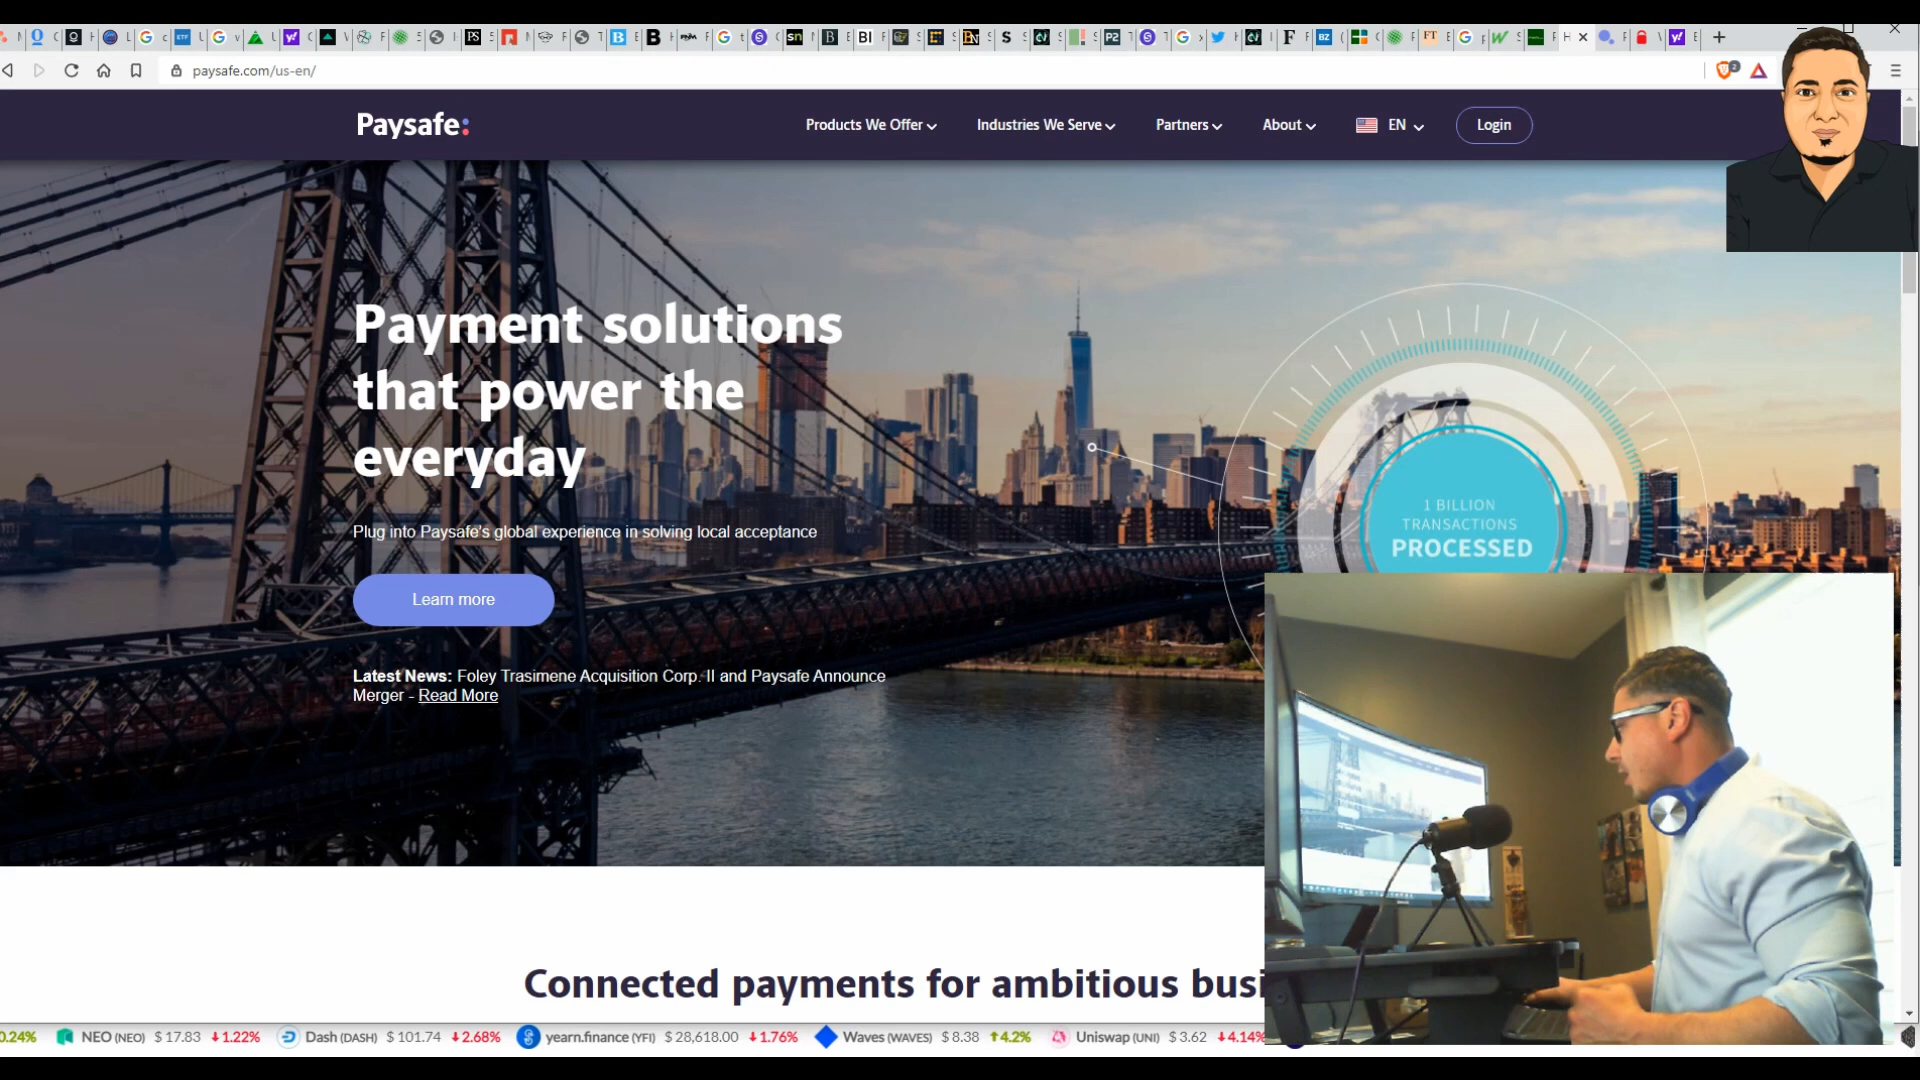 paysafe.com/us-en/
Paysafe:
Products We Offer
Industries We Serve
Partners
About
EN
Login
Payment solutions
that power the
everyday
Plug into Paysafe's global experience in solving local acceptance
Learn more
Latest News: Foley Trasimene Acquisition Corp. II and Paysafe Announce
Merger - Read More
1 BILLION
TRANSACTIONS
PROCESSED
Connected payments for ambitious busi
0.24% NEO (NEO) $ 17.83 1.22% Dash (DASH) $ 101.74 2.68% yearn.finance (YFI) $ 28,618.00 1.76% Waves (WAVES) $ 8.38 4.2% Uniswap (UNI) $ 3.62 4.14%